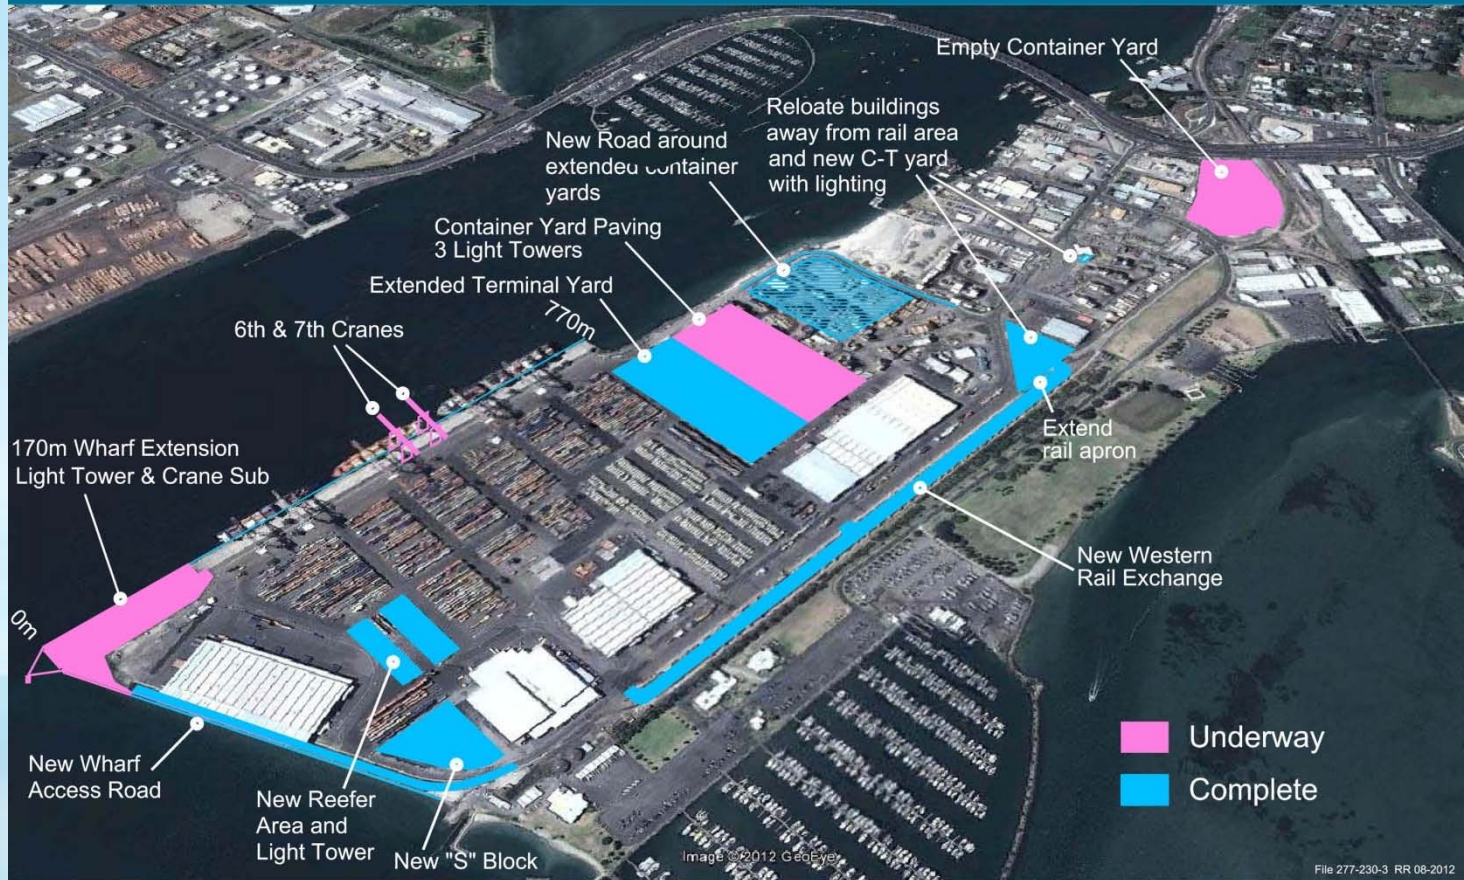 Empty Container Yard
Reloate buildings
away from rail area
and new C-T yard
with lighting
New Road around
extended container
yards
Container Yard Paving
3 Light Towers
Extended Terminal Yard
770m
6th & 7th Cranes
170m Wharf Extension
Light Tower & Crane Sub
0m
Extend
rail apron
New Western
Rail Exchange
New Wharf
Access Road
New Reefer
Area and
Light Tower
New "S" Block
Underway
Complete
Image © 2012 GeoEye
File 277-230-3 RR 08-2012